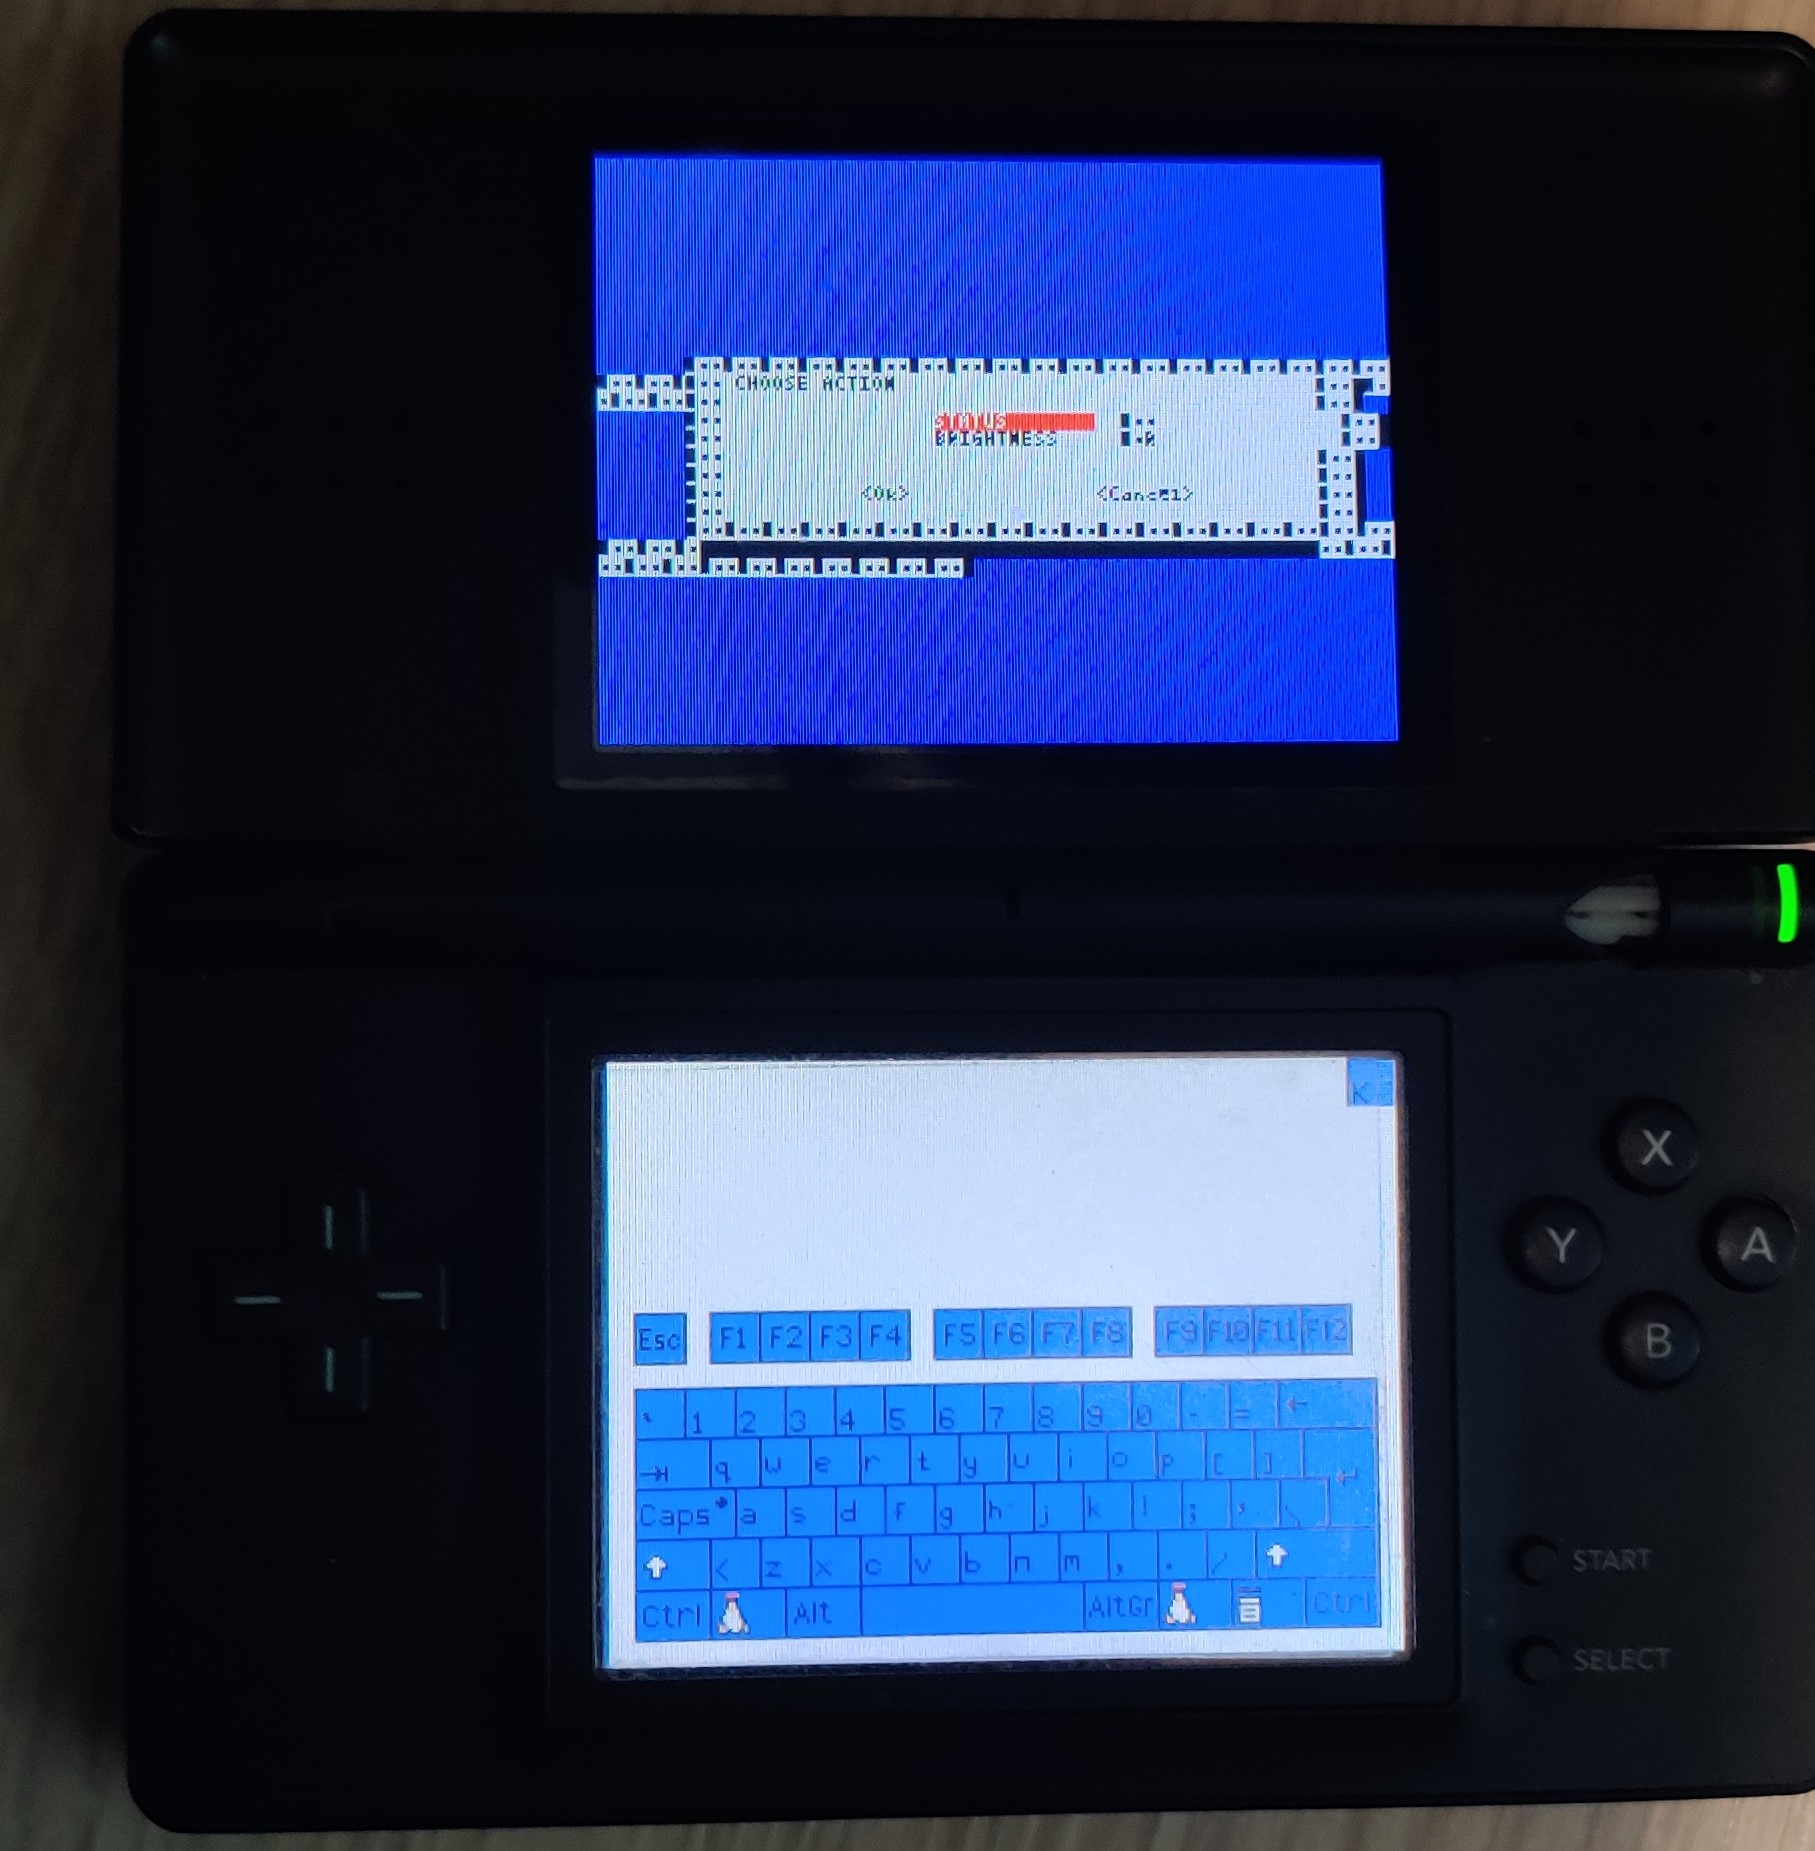 CHOOSE ACTION
STATUS
BRIGHTNESS
<Ok> <Cancel>
K
Esc F1 F2 F3 F4 F5 F6 F7 F8 F9 F10 F11 F12
` 1 2 3 4 5 6 7 8 9 0 - = ←
q w e r t y u i o p [ ]
Caps a s d f g h j k l ; ' \
< z x c v b n m , . /
Ctrl Alt AltGr Ctrl
X
Y A
B
START
SELECT